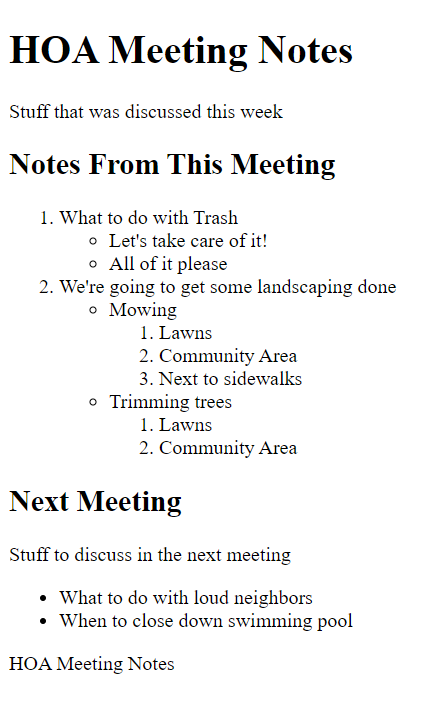 HOA Meeting Notes
Stuff that was discussed this week
Notes From This Meeting
1. What to do with Trash
○ Let's take care of it!
○ All of it please
2. We're going to get some landscaping done
○ Mowing
1. Lawns
2. Community Area
3. Next to sidewalks
○ Trimming trees
1. Lawns
2. Community Area
Next Meeting
Stuff to discuss in the next meeting
• What to do with loud neighbors
• When to close down swimming pool
HOA Meeting Notes